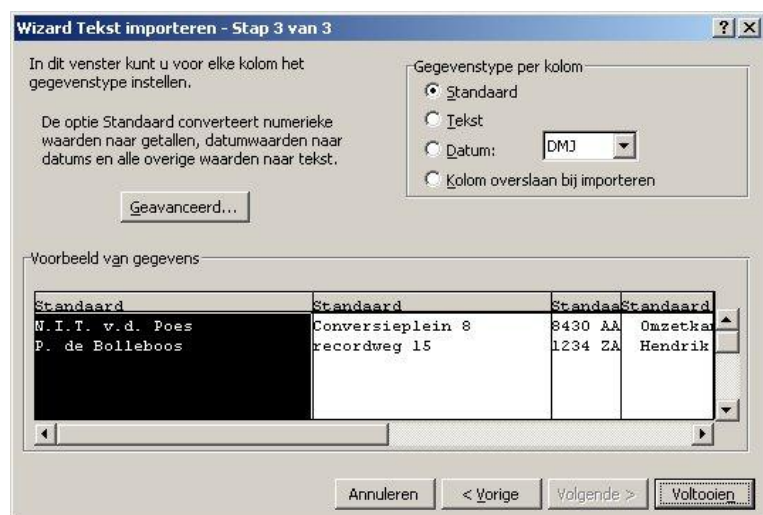 Wizard Tekst importeren - Stap 3 van 3
In dit venster kunt u voor elke kolom het
gegevenstype instellen.
De optie Standaard converteert numerieke
waarden naar getallen, datumwaarden naar
datums en alle overige waarden naar tekst.
Geavanceerd...
Gegevenstype per kolom
Standaard
Tekst
Datum: DMJ
Kolom overslaan bij importeren
Voorbeeld van gegevens
Standaard Standaard Standaa Standaard
N.I.T. v.d. Poes Conversieplein 8 8430 AA Omzetka
P. de Bolleboos recordweg 15 1234 ZA Hendrik
Annuleren < Vorige Volgende > Voltooien